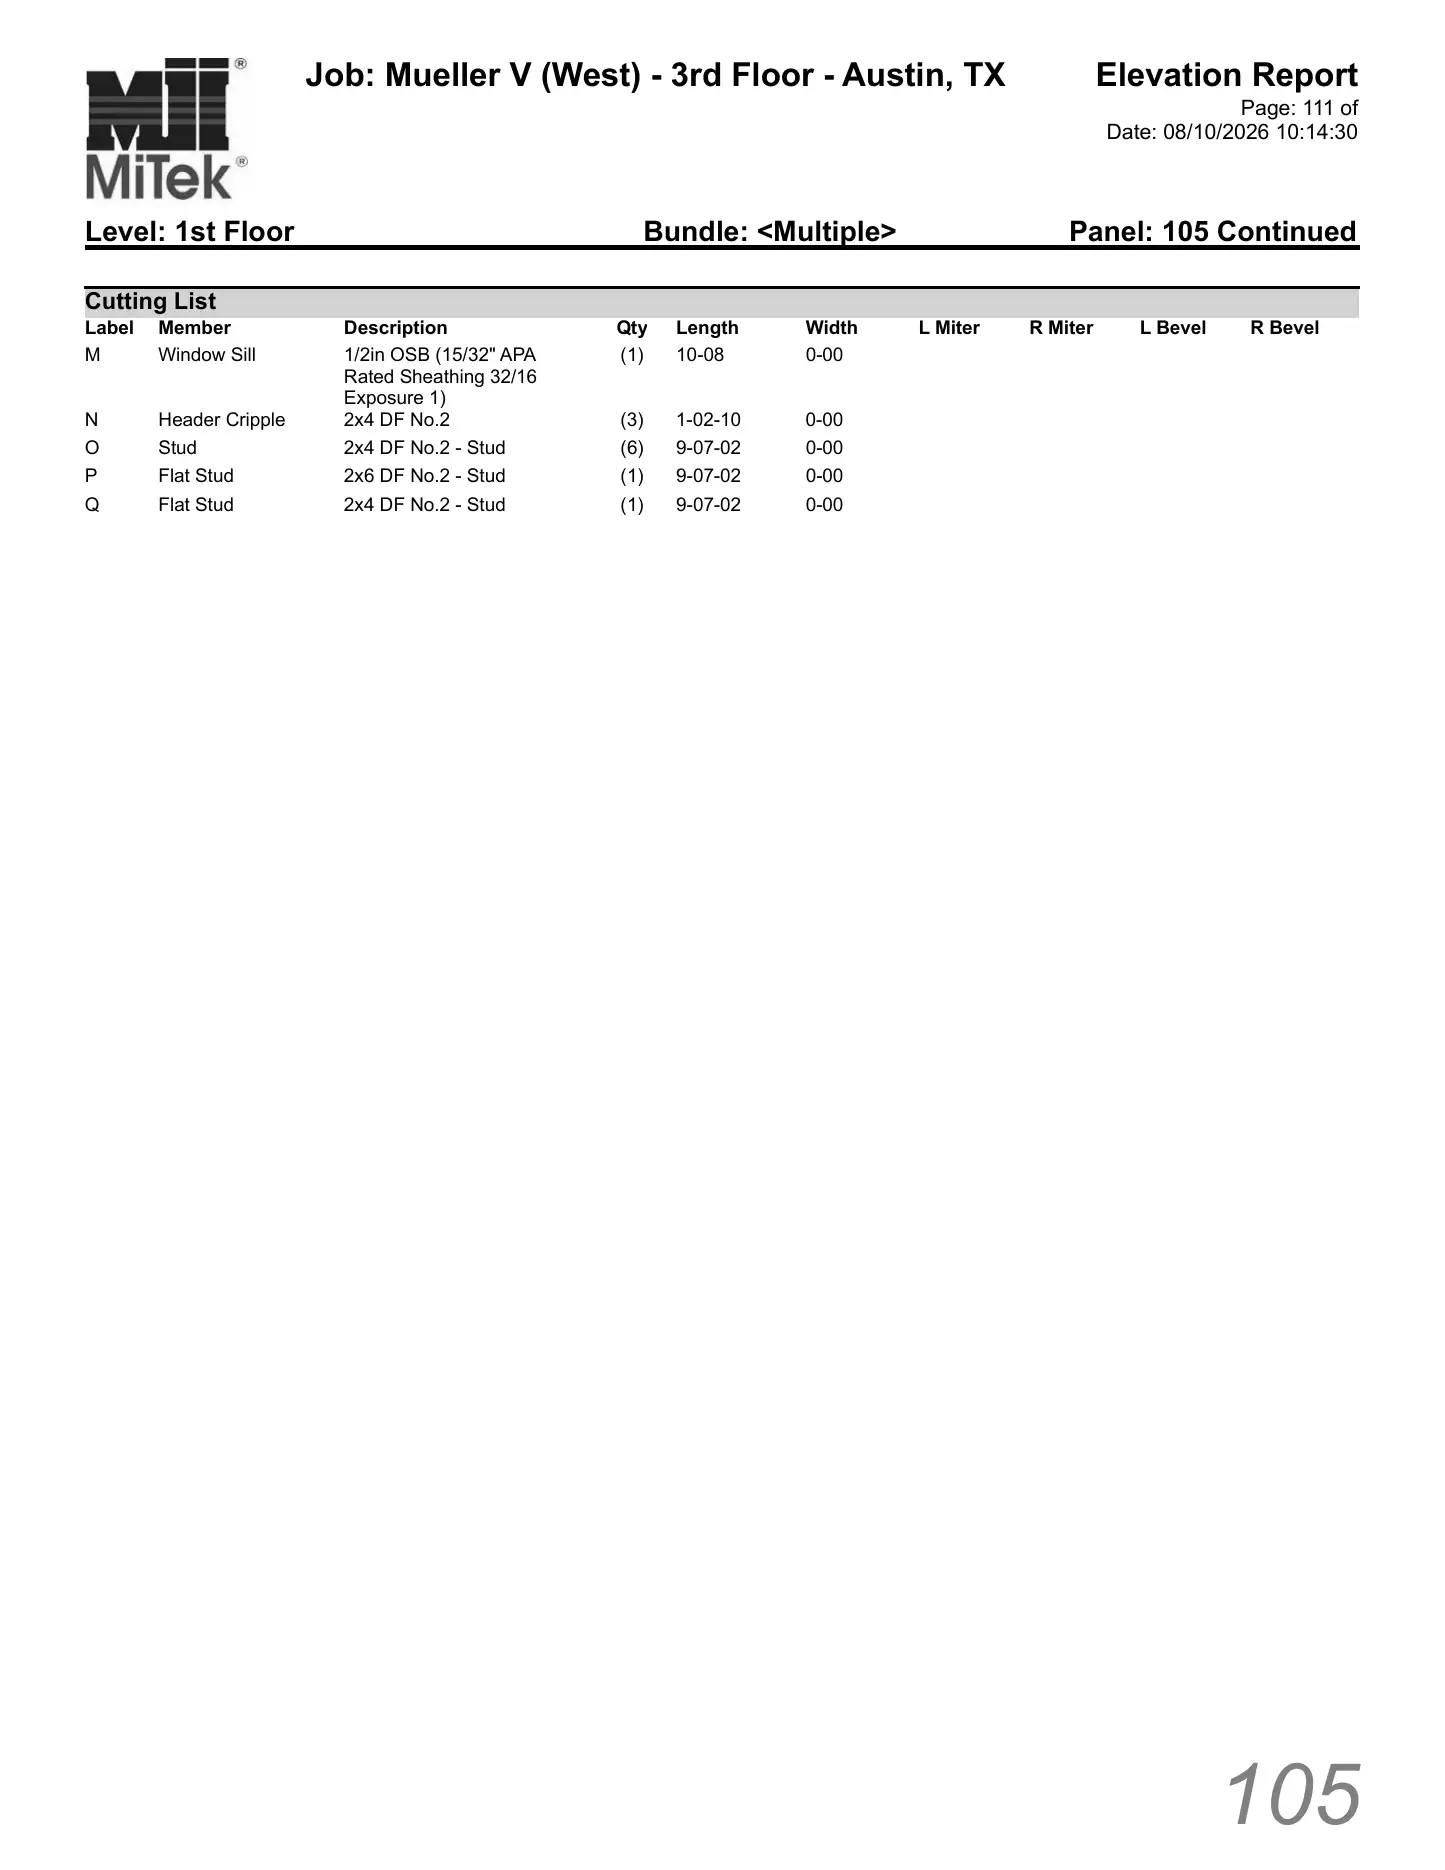 MiTek®
®
Job: Mueller V (West) - 3rd Floor - Austin, TX
Elevation Report
Page: 111 of
Date: 08/10/2026 10:14:30
Level: 1st Floor Bundle: <Multiple> Panel: 105 Continued
Cutting List
Label Member Description Qty Length Width L Miter R Miter L Bevel R Bevel
M Window Sill 1/2in OSB (15/32" APA (1) 10-08 0-00
Rated Sheathing 32/16
Exposure 1)
N Header Cripple 2x4 DF No.2 (3) 1-02-10 0-00
O Stud 2x4 DF No.2 - Stud (6) 9-07-02 0-00
P Flat Stud 2x6 DF No.2 - Stud (1) 9-07-02 0-00
Q Flat Stud 2x4 DF No.2 - Stud (1) 9-07-02 0-00
105